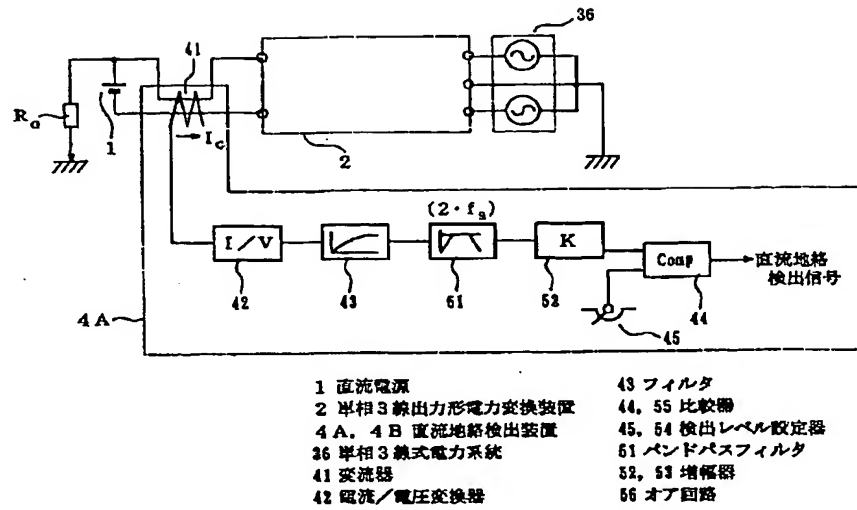 36
41
R_G
1
I_G
2
(2・f_s)
I/V
K
Comp
直流地絡
検出信号
42
43
51
52
44
4A
45
1 直流電源
2 単相3線出力形電力変換装置
4A, 4B 直流地絡検出装置
36 単相3線式電力系統
41 変流器
42 電流/電圧変換器
43 フィルタ
44, 55 比較器
45, 54 検出レベル設定器
51 バンドパスフィルタ
52, 53 増幅器
56 オア回路